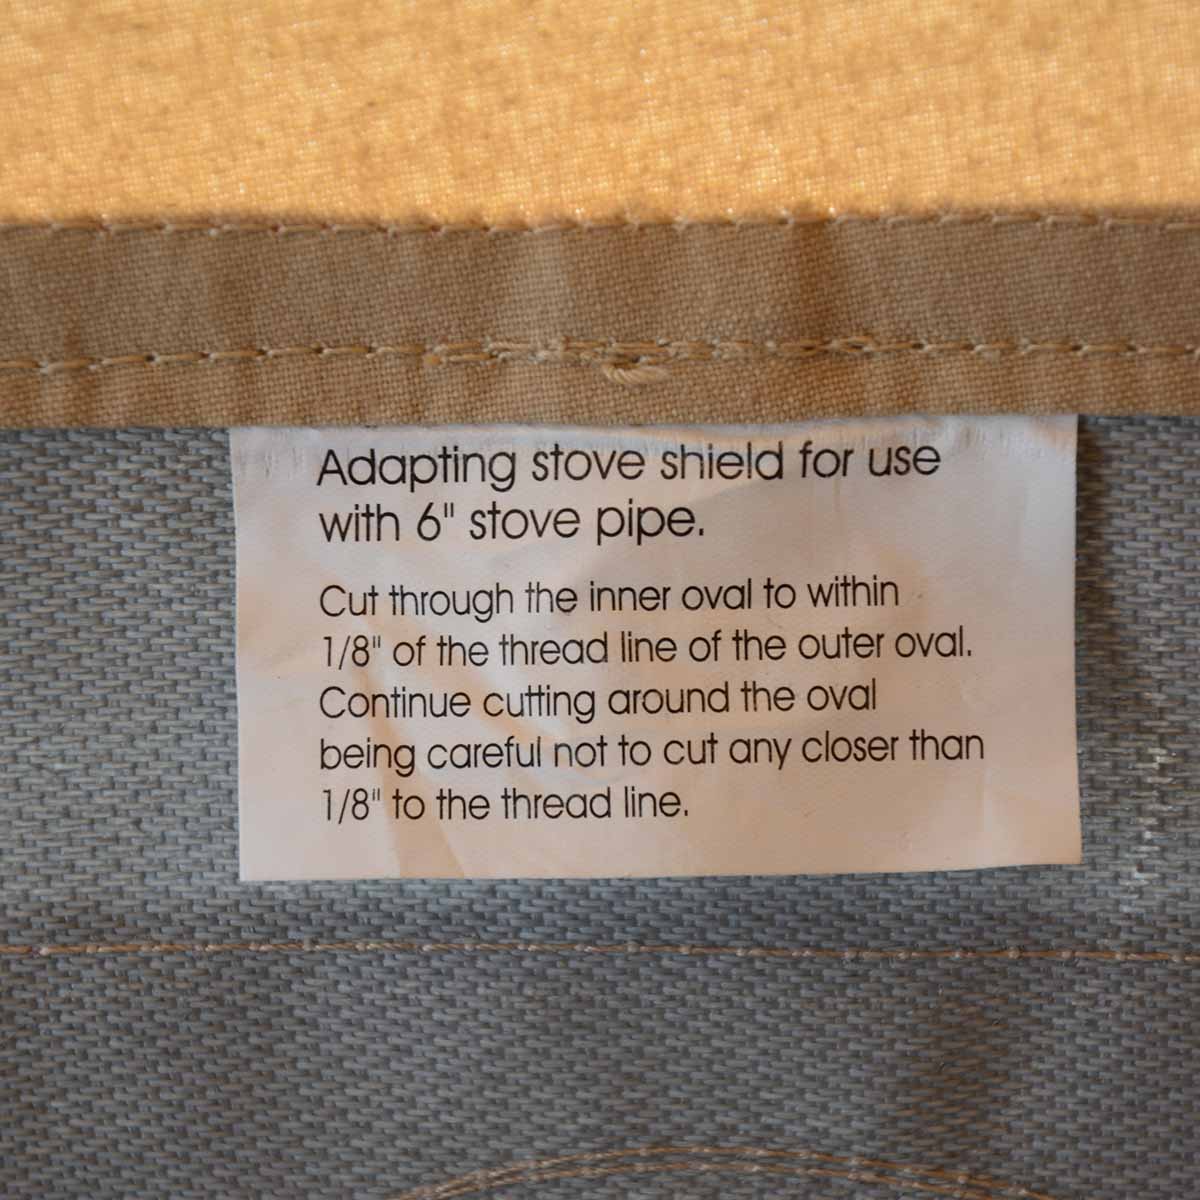 Adapting stove shield for use
with 6" stove pipe.
Cut through the inner oval to within
1/8" of the thread line of the outer oval.
Continue cutting around the oval
being careful not to cut any closer than
1/8" to the thread line.